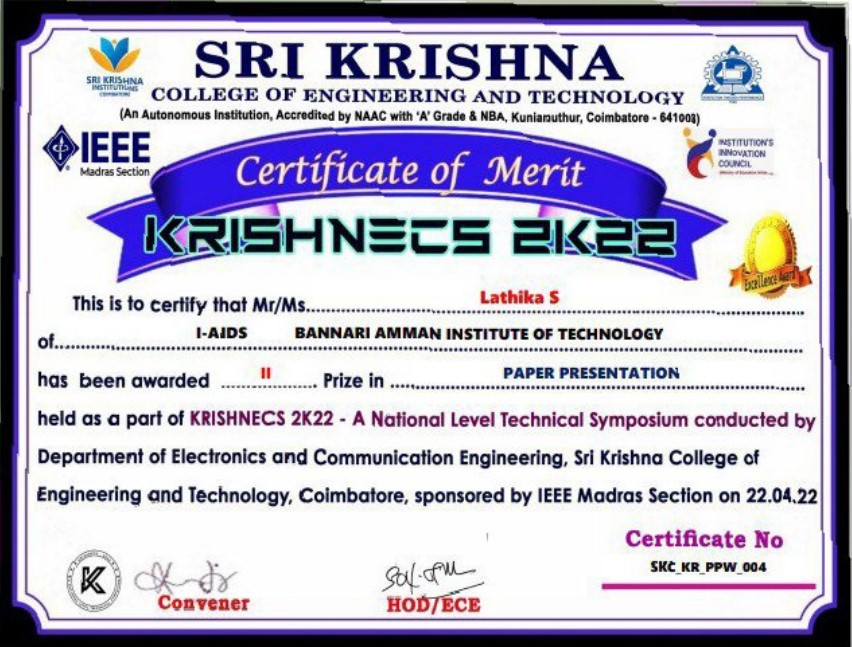 SRI KRISHNA
COLLEGE OF ENGINEERING AND TECHNOLOGY
(An Autonomous Institution, Accredited by NAAC with 'A' Grade & NBA, Kuniamuthur, Coimbatore - 641008)
SRI KRISHNA
INSTITUTIONS
COIMBATORE
IEEE
Madras Section
INSTITUTION'S
INNOVATION
COUNCIL
Certificate of Merit
KRISHNECS 2K22
Excellence Award
This is to certify that Mr/Ms. Lathika S
of I-AIDS BANNARI AMMAN INSTITUTE OF TECHNOLOGY
has been awarded II Prize in PAPER PRESENTATION
held as a part of KRISHNECS 2K22 - A National Level Technical Symposium conducted by
Department of Electronics and Communication Engineering, Sri Krishna College of
Engineering and Technology, Coimbatore, sponsored by IEEE Madras Section on 22.04.22
Certificate No
SKC_KR_PPW_004
K
Convener
HOD/ECE